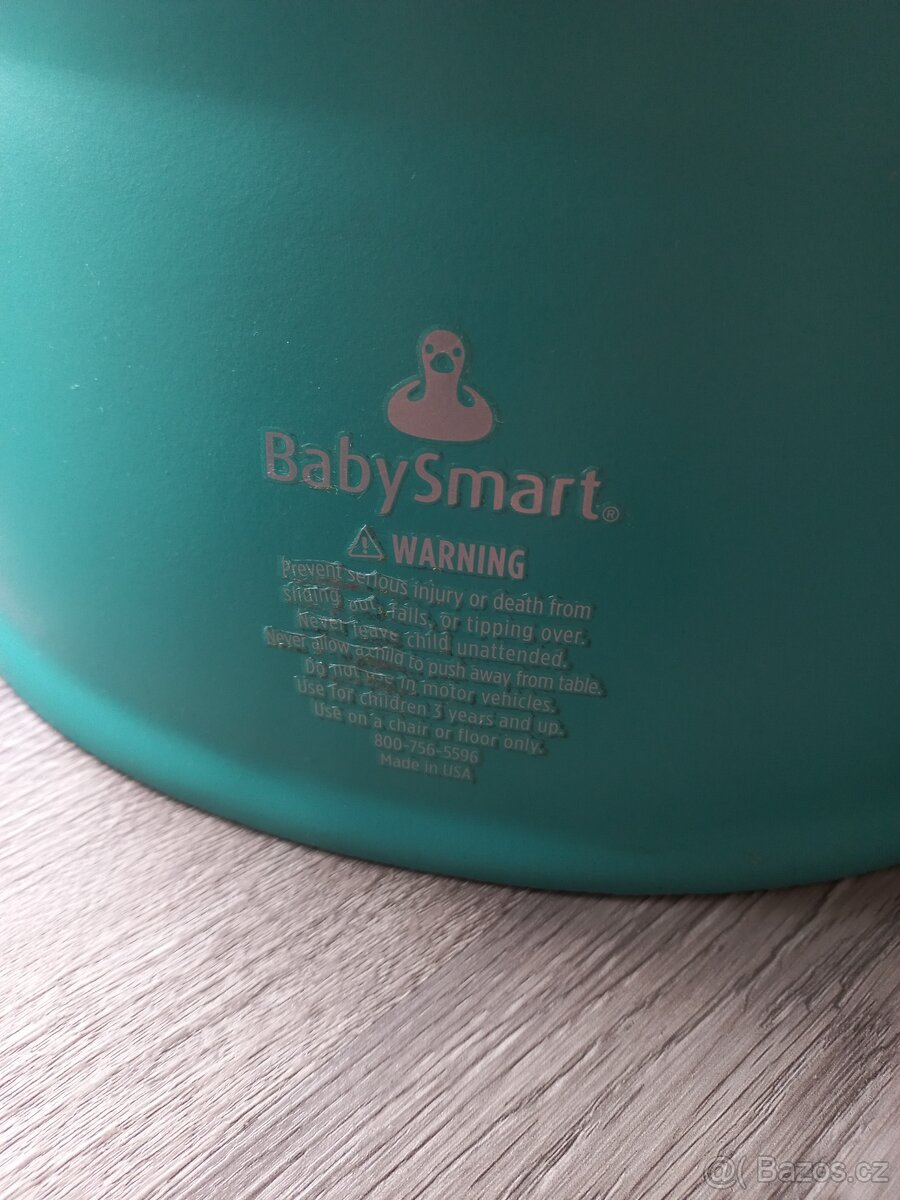 BabySmart®
⚠ WARNING
Prevent serious injury or death from
sliding out, falls, or tipping over.
Never leave child unattended.
Never allow a child to push away from table.
Do not use in motor vehicles.
Use for children 3 years and up.
Use on a chair or floor only.
800-756-5596
Made in USA
@( Bazos.cz